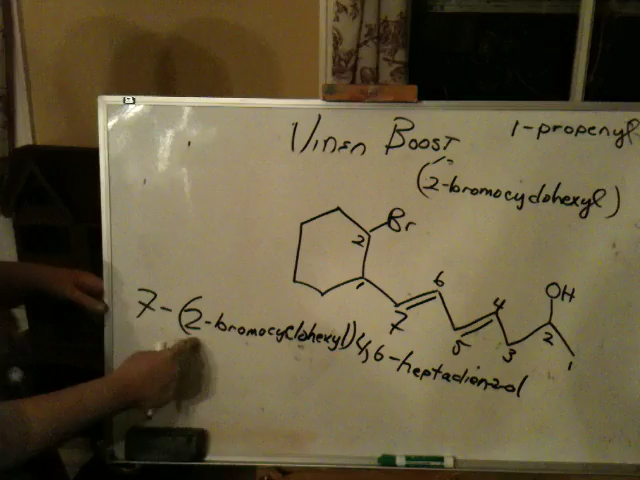 1-propenyl
Vinen Boost
(2-bromocyclohexyl)
Br
2
1
6
7
5
4
3
OH
2
1
7-(2-bromocyclohexyl)4,6-heptadien2ol